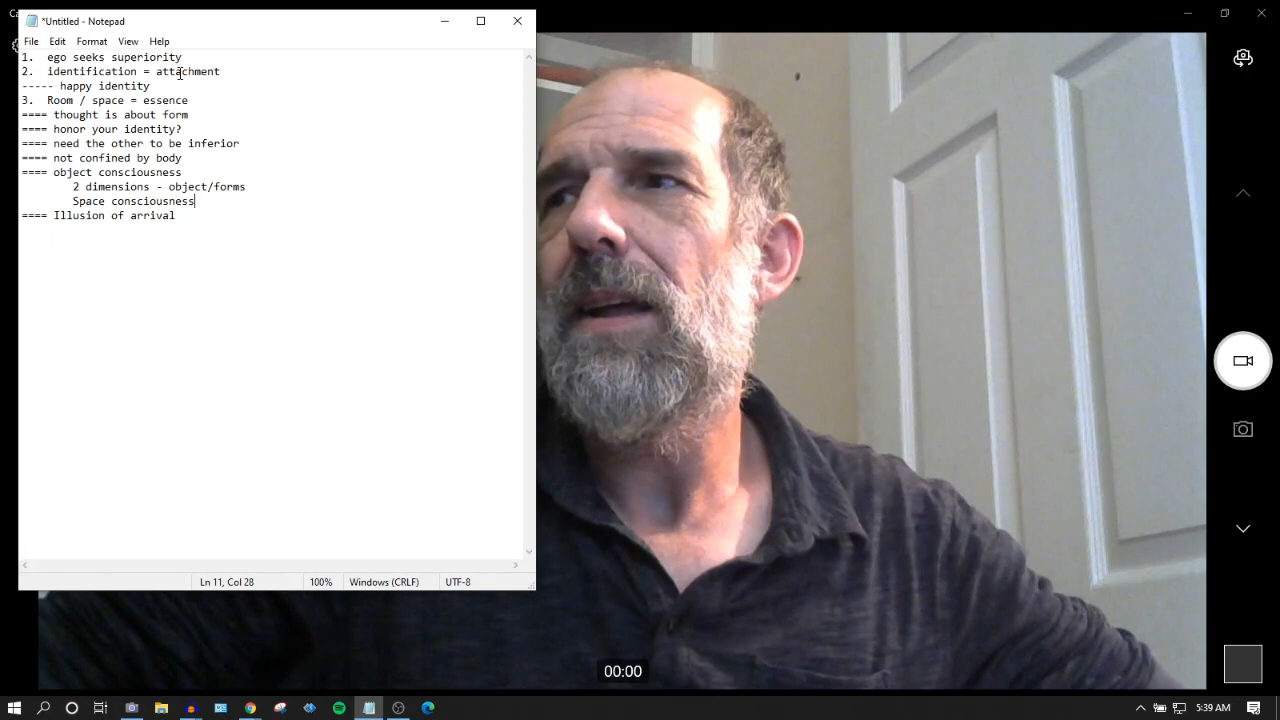 Ca
*Untitled - Notepad
File Edit Format View Help
1. ego seeks superiority
2. identification = attachment
----- happy identity
3. Room / space = essence
==== thought is about form
==== honor your identity?
==== need the other to be inferior
==== not confined by body
==== object consciousness
2 dimensions - object/forms
Space consciousness
==== Illusion of arrival
Ln 11, Col 28 100% Windows (CRLF) UTF-8
00:00
5:39 AM